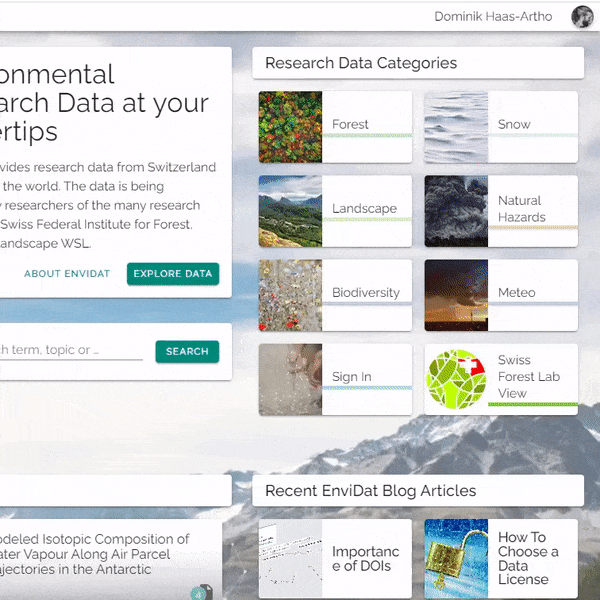 Dominik Haas-Artho
onmental
arch Data at your
ertips
vides research data from Switzerland
the world. The data is being
researchers of the many research
Swiss Federal Institute for Forest,
andscape WSL.
ABOUT ENVIDAT
EXPLORE DATA
ch term, topic or ...
SEARCH
Research Data Categories
Forest
Snow
Landscape
Natural
Hazards
Biodiversity
Meteo
Sign In
Swiss
Forest Lab
View
odeled Isotopic Composition of
ater Vapour Along Air Parcel
ajectories in the Antarctic
4
Recent EnviDat Blog Articles
Importanc
e of DOIs
How To
Choose a
Data
License